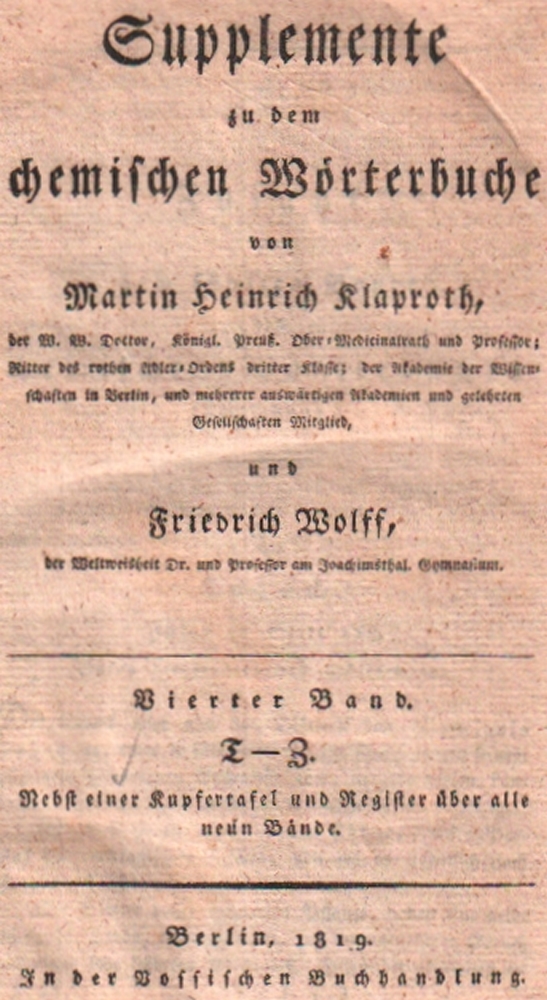 Supplemente
zu dem
chemischen Wörterbuche
von
Martin Heinrich Klaproth,
der W. W. Doctor, Königl. Preuß. Ober-Medicinalrath und Professor;
Ritter des rothen Adler-Ordens dritter Klasse; der Akademie der Wissen-
schaften in Berlin, und mehrerer auswärtigen Akademien und gelehrten
Gesellschaften Mitglied,
und
Friedrich Wolff,
der Weltweisheit Dr. und Professor am Joachimsthal. Gymnasium.
Vierter Band.
T—Z.
Nebst einer Kupfertafel und Register über alle
neun Bände.
Berlin, 1819.
In der Vossischen Buchhandlung.